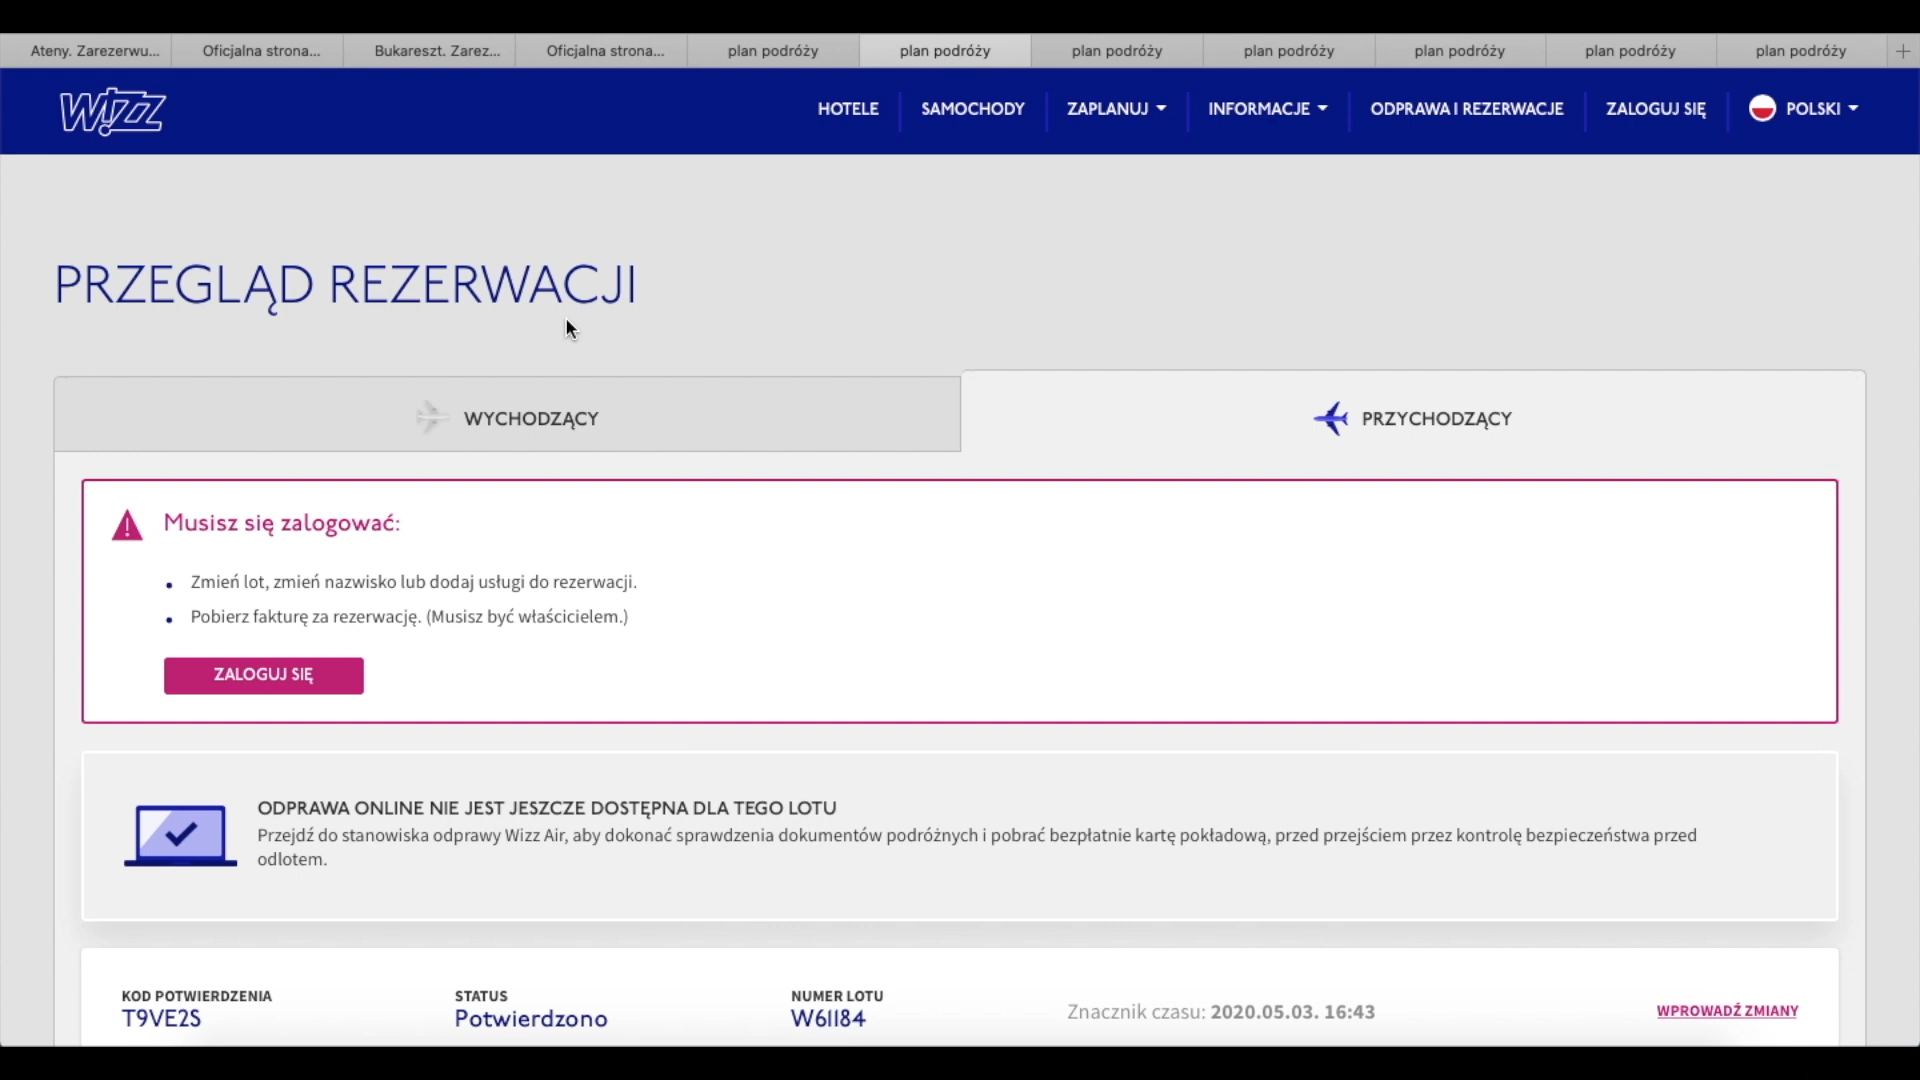 Ateny. Zarezerwu...
Oficjalna strona...
Bukareszt. Zarez...
Oficjalna strona...
plan podróży
plan podróży
plan podróży
plan podróży
plan podróży
plan podróży
plan podróży
WIZZ
HOTELE
SAMOCHODY
ZAPLANUJ
INFORMACJE
ODPRAWA I REZERWACJE
ZALOGUJ SIĘ
POLSKI
PRZEGLĄD REZERWACJI
WYCHODZĄCY
PRZYCHODZĄCY
Musisz się zalogować:
Zmień lot, zmień nazwisko lub dodaj usługi do rezerwacji.
Pobierz fakturę za rezerwację. (Musisz być właścicielem.)
ZALOGUJ SIĘ
ODPRAWA ONLINE NIE JEST JESZCZE DOSTĘPNA DLA TEGO LOTU
Przejdź do stanowiska odprawy Wizz Air, aby dokonać sprawdzenia dokumentów podróżnych i pobrać bezpłatnie kartę pokładową, przed przejściem przez kontrolę bezpieczeństwa przed
odlotem.
KOD POTWIERDZENIA
T9VE2S
STATUS
Potwierdzono
NUMER LOTU
W61184
Znacznik czasu: 2020.05.03. 16:43
WPROWADŹ ZMIANY